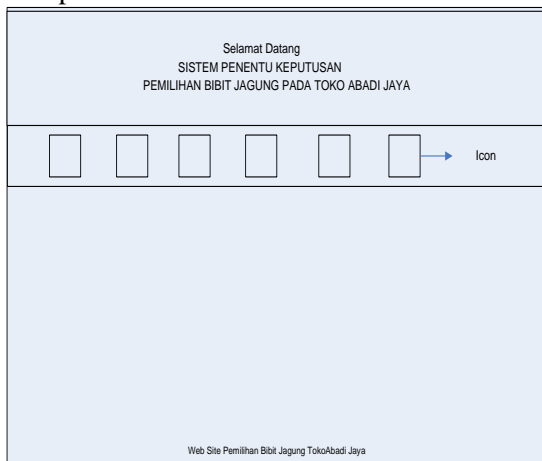 Selamat Datang
SISTEM PENENTU KEPUTUSAN
PEMILIHAN BIBIT JAGUNG PADA TOKO ABADI JAYA
Icon
Web Site Pemilihan Bibit Jagung TokoAbadi Jaya